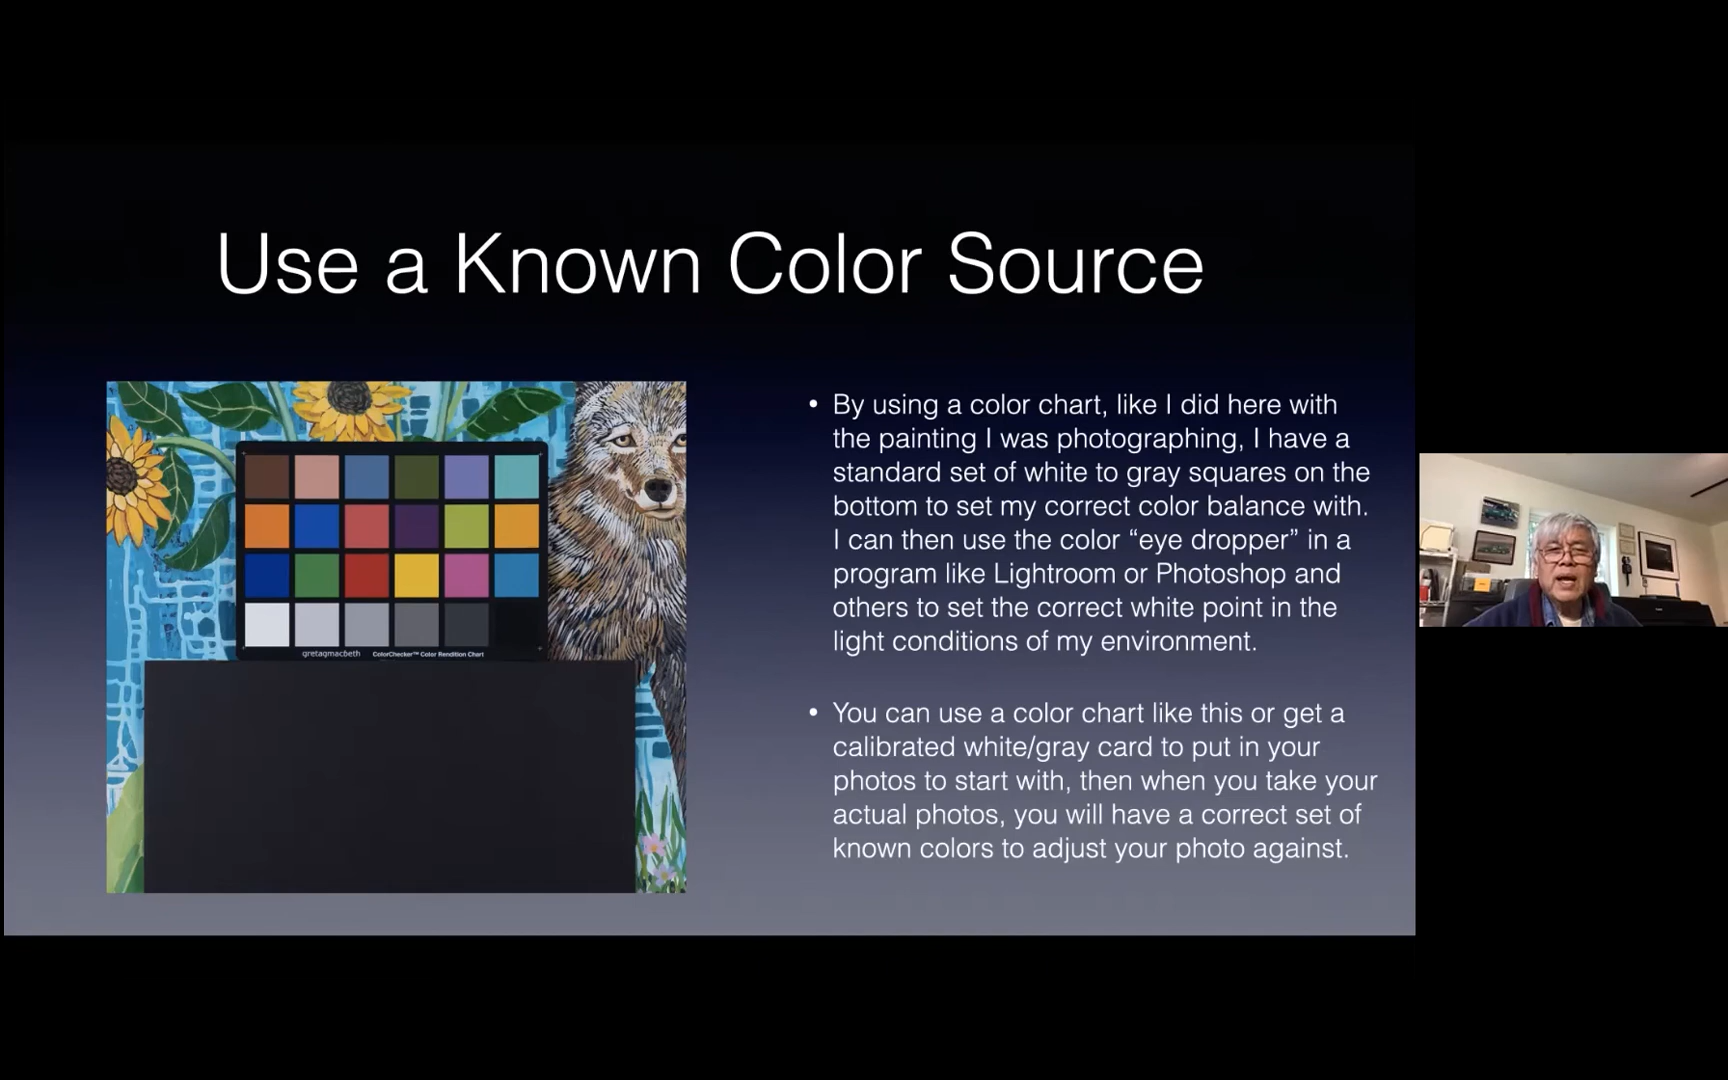 Use a Known Color Source
• By using a color chart, like I did here with
the painting I was photographing, I have a
standard set of white to gray squares on the
bottom to set my correct color balance with.
I can then use the color “eye dropper” in a
program like Lightroom or Photoshop and
others to set the correct white point in the
light conditions of my environment.
• You can use a color chart like this or get a
calibrated white/gray card to put in your
photos to start with, then when you take your
actual photos, you will have a correct set of
known colors to adjust your photo against.
gretagmacbeth ColorChecker™ Color Rendition Chart